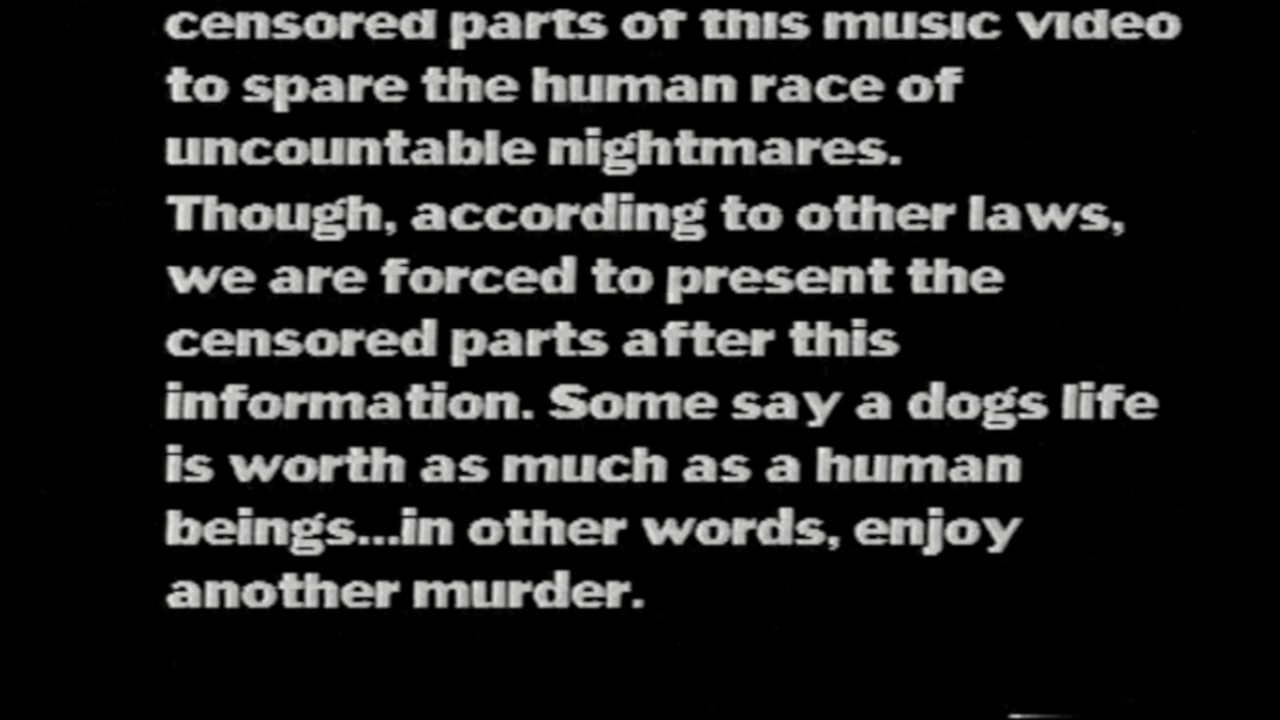 censored parts of this music video
to spare the human race of
uncountable nightmares.
Though, according to other laws,
we are forced to present the
censored parts after this
information. Some say a dogs life
is worth as much as a human
beings...in other words, enjoy
another murder.